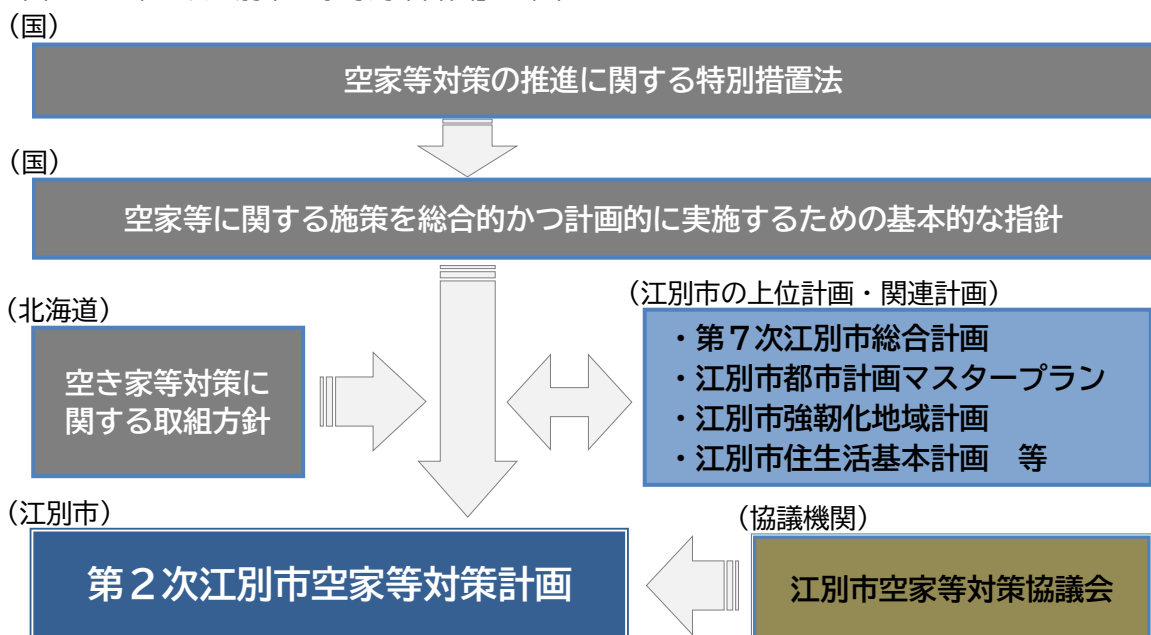 （国）
空家等対策の推進に関する特別措置法
（国）
空家等に関する施策を総合的かつ計画的に実施するための基本的な指針
（北海道）
空き家等対策に
関する取組方針
（江別市の上位計画・関連計画）
・第７次江別市総合計画
・江別市都市計画マスタープラン
・江別市強靭化地域計画
・江別市住生活基本計画　等
（江別市）
第２次江別市空家等対策計画
（協議機関）
江別市空家等対策協議会